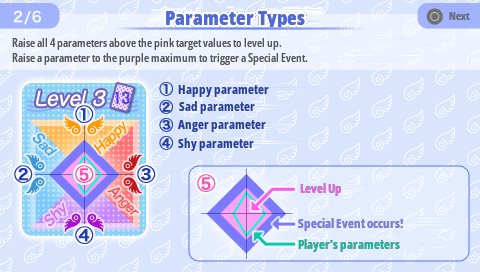 2/6
Parameter Types
Next
Raise all 4 parameters above the pink target values to level up.
Raise a parameter to the purple maximum to trigger a Special Event.
Level 3
13
①
Sad
Happy
②
⑤
③
Shy
Anger
④
① Happy parameter
② Sad parameter
③ Anger parameter
④ Shy parameter
⑤
Level Up
Special Event occurs!
Player's parameters